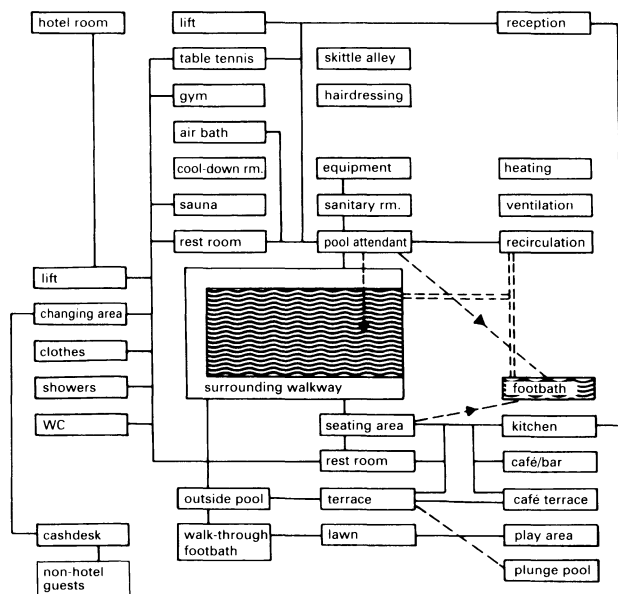 hotel room
lift
reception
table tennis
skittle alley
gym
hairdressing
air bath
cool-down rm.
equipment
heating
sauna
sanitary rm.
ventilation
rest room
pool attendant
recirculation
lift
changing area
clothes
showers
surrounding walkway
footbath
WC
seating area
kitchen
rest room
café/bar
outside pool
terrace
café terrace
cashdesk
walk-through
footbath
lawn
play area
non-hotel
guests
plunge pool